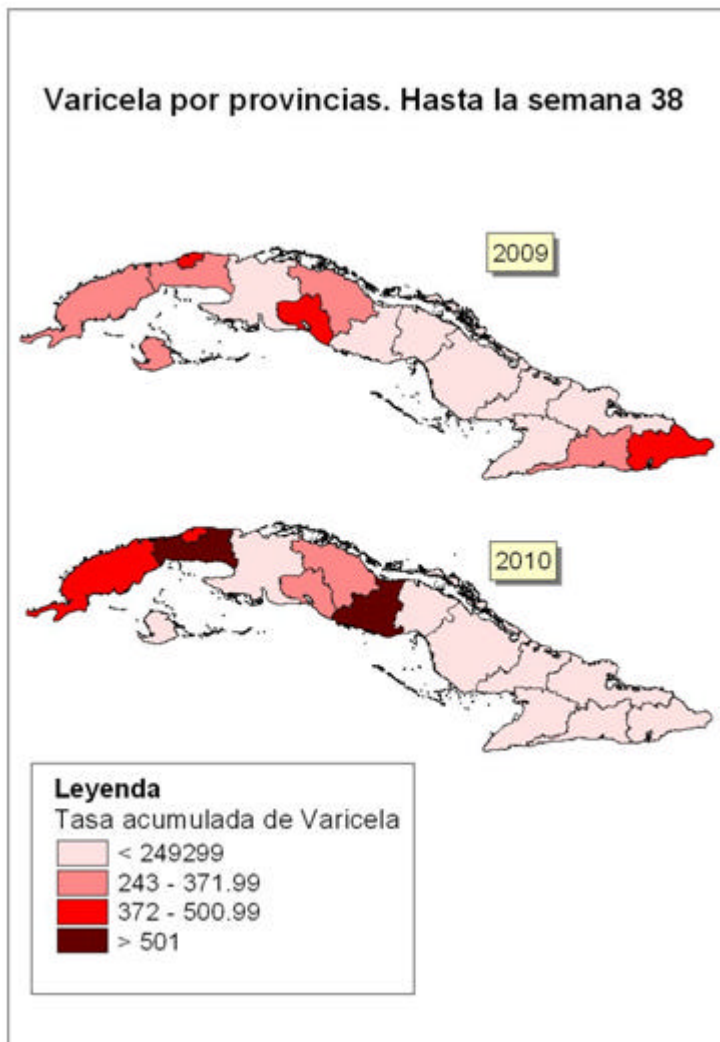 Varicela por provincias. Hasta la semana 38
2009
2010
Leyenda
Tasa acumulada de Varicela
< 249299
243 - 371.99
372 - 500.99
> 501